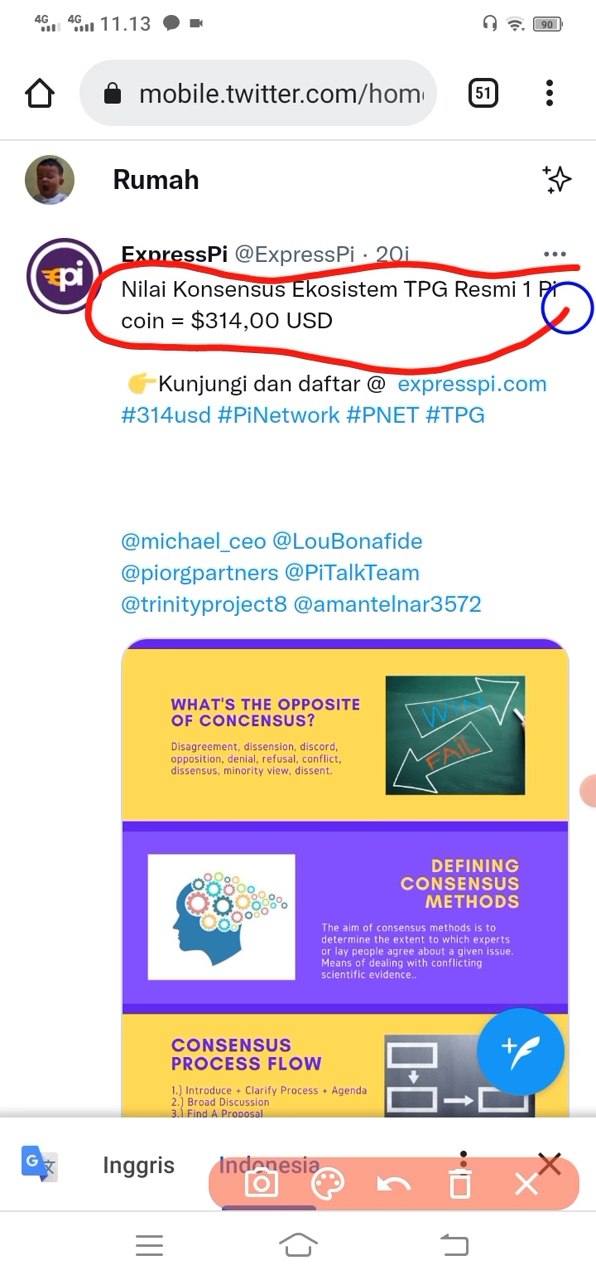 4G 4G 11.13 90
mobile.twitter.com/hom 51
Rumah
pi
ExpressPi @ExpressPi · 20j
Nilai Konsensus Ekosistem TPG Resmi 1 Pi
coin = $314,00 USD
👉Kunjungi dan daftar @ expresspi.com
#314usd #PiNetwork #PNET #TPG
@michael_ceo @LouBonafide
@piorgpartners @PiTalkTeam
@trinityproject8 @amantelnar3572
WHAT'S THE OPPOSITE
OF CONCENSUS?
Disagreement, dissension, discord,
opposition, denial, refusal, conflict,
dissensus, minority view, dissent.
WIN
FAIL
DEFINING
CONSENSUS
METHODS
The aim of consensus methods is to
determine the extent to which experts
or lay people agree about a given issue.
Means of dealing with conflicting
scientific evidence..
CONSENSUS
PROCESS FLOW
1.) Introduce + Clarify Process + Agenda
2.) Broad Discussion
3.) Find A Proposal
G 文
Inggris Indonesia